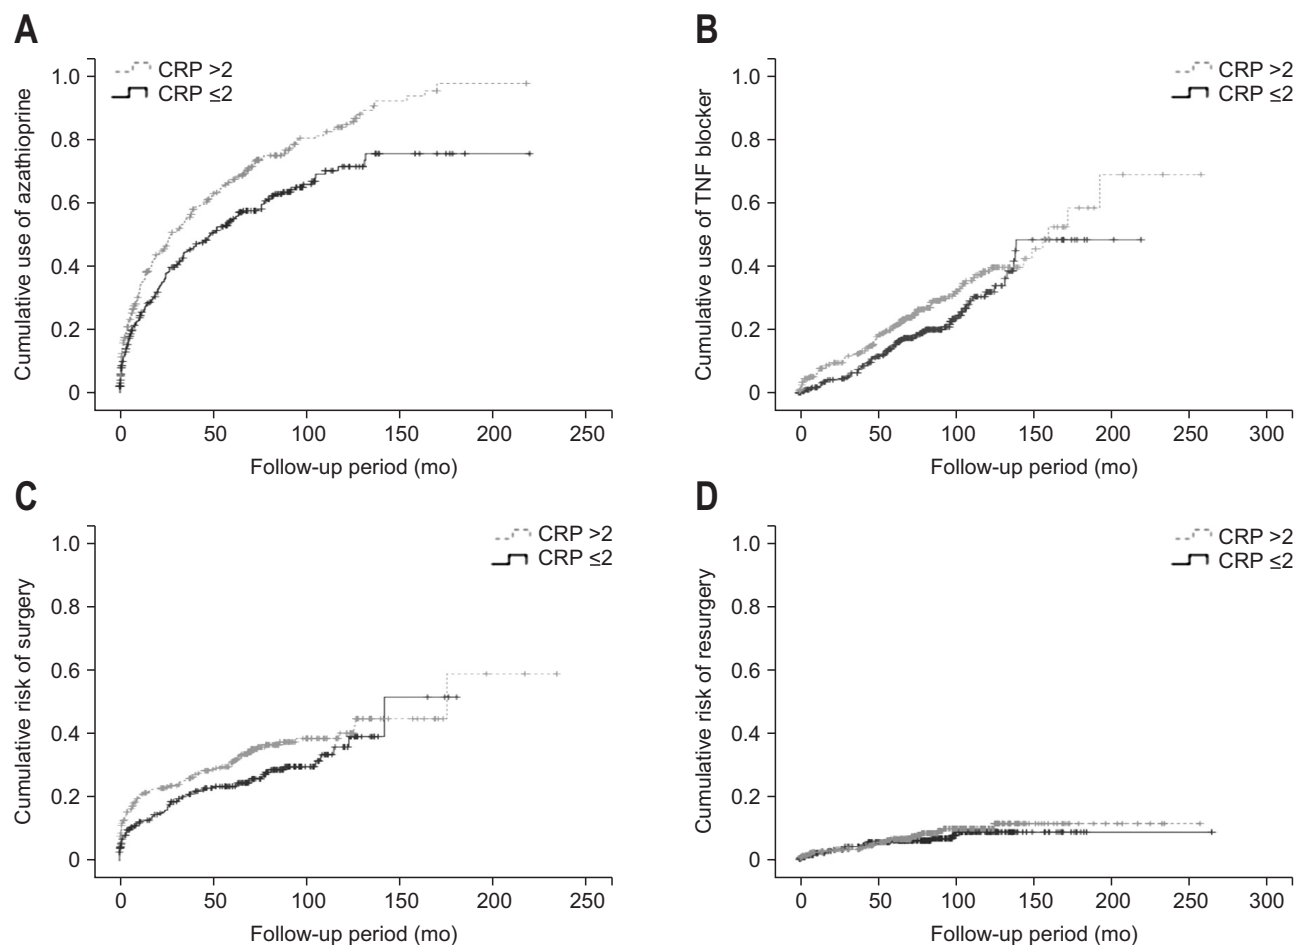 A
CRP >2
CRP ≤2
Cumulative use of azathioprine
1.0
0.8
0.6
0.4
0.2
0
0 50 100 150 200 250
Follow-up period (mo)
B
CRP >2
CRP ≤2
Cumulative use of TNF blocker
1.0
0.8
0.6
0.4
0.2
0
0 50 100 150 200 250 300
Follow-up period (mo)
C
CRP >2
CRP ≤2
Cumulative risk of surgery
1.0
0.8
0.6
0.4
0.2
0
0 50 100 150 200 250
Follow-up period (mo)
D
CRP >2
CRP ≤2
Cumulative risk of resurgery
1.0
0.8
0.6
0.4
0.2
0
0 50 100 150 200 250 300
Follow-up period (mo)